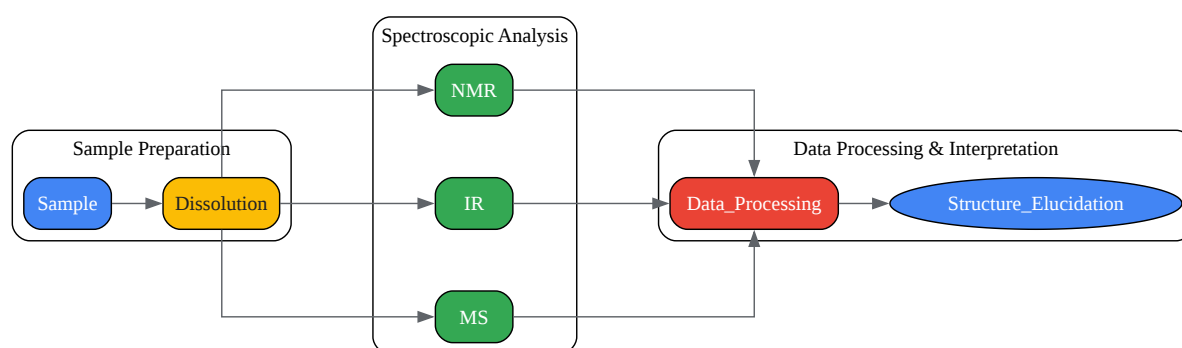 Spectroscopic Analysis
NMR
Sample Preparation
Data Processing & Interpretation
Sample
Dissolution
IR
Data_Processing
Structure_Elucidation
MS